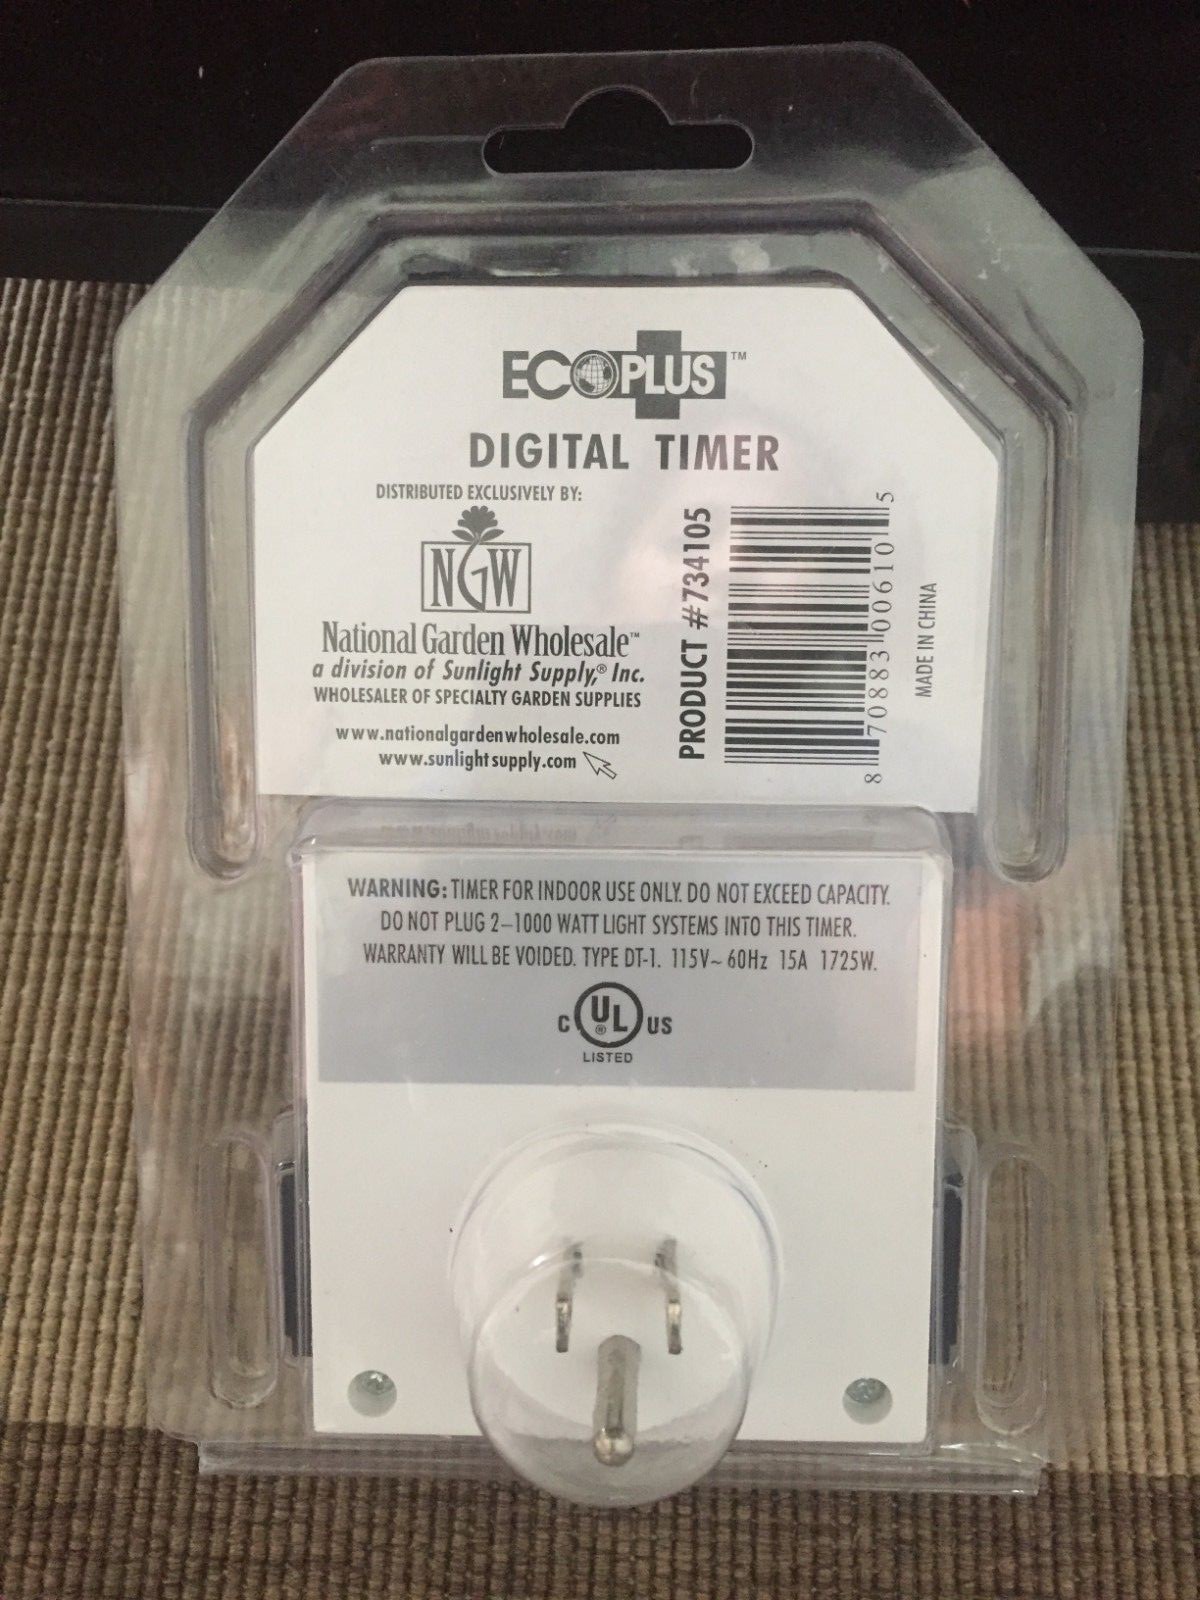 ECOPLUS™
DIGITAL TIMER
DISTRIBUTED EXCLUSIVELY BY:
NGW
National Garden Wholesale™
a division of Sunlight Supply,® Inc.
WHOLESALER OF SPECIALTY GARDEN SUPPLIES
www.nationalgardenwholesale.com
www.sunlightsupply.com
PRODUCT #734105
8 70883 00610 5
MADE IN CHINA
WARNING: TIMER FOR INDOOR USE ONLY. DO NOT EXCEED CAPACITY.
DO NOT PLUG 2–1000 WATT LIGHT SYSTEMS INTO THIS TIMER.
WARRANTY WILL BE VOIDED. TYPE DT-1. 115V~ 60Hz 15A 1725W.
C UL® US
LISTED